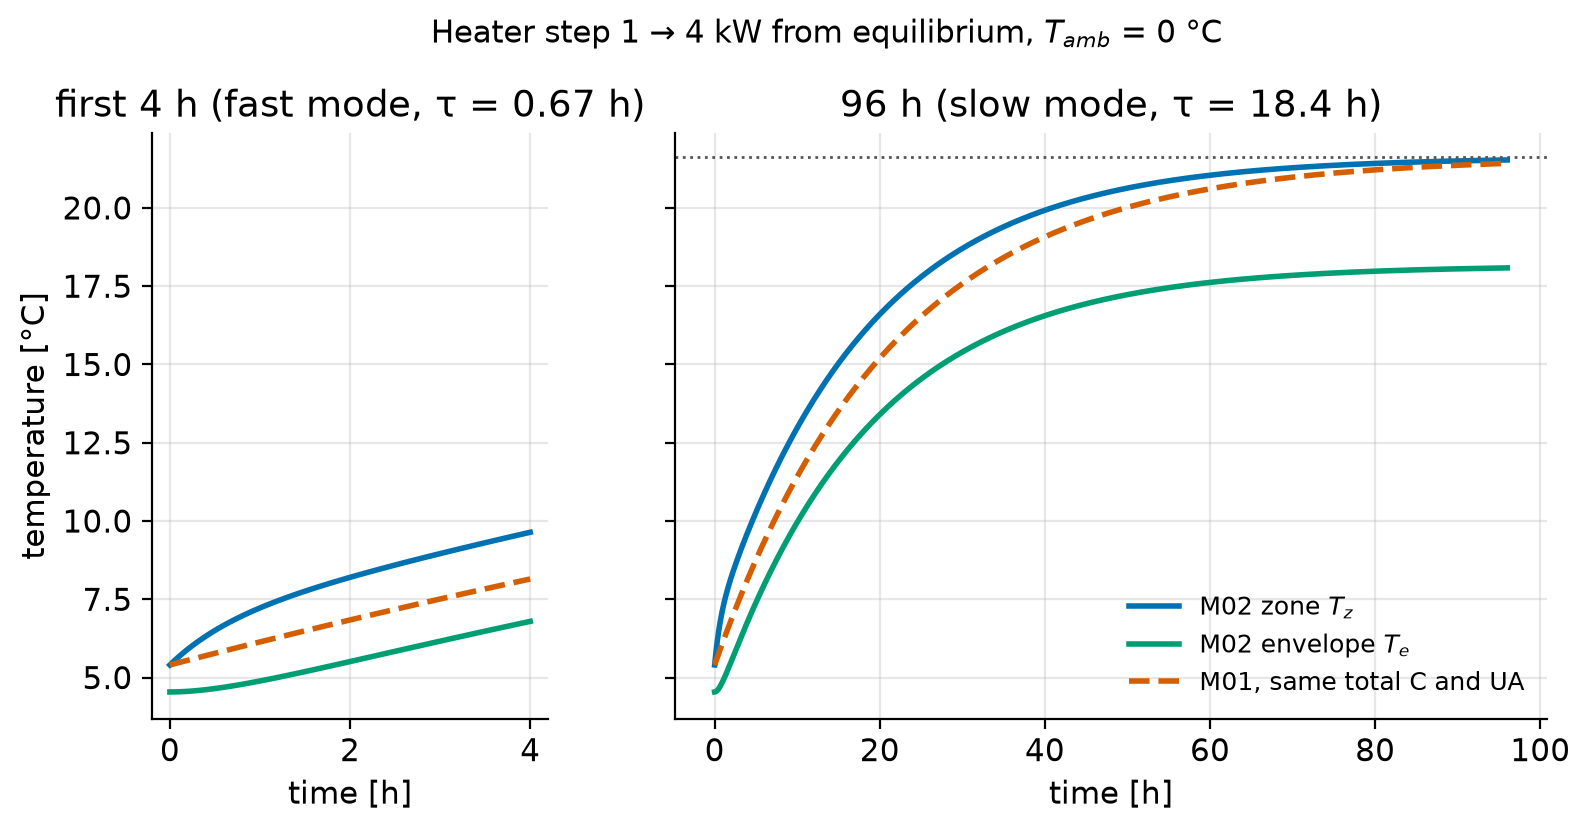 Heater step 1 → 4 kW from equilibrium, T_amb = 0 °C
first 4 h (fast mode, τ = 0.67 h)
96 h (slow mode, τ = 18.4 h)
temperature [°C]
20.0
17.5
15.0
12.5
10.0
7.5
5.0
0 2 4
time [h]
M02 zone T_z
M02 envelope T_e
M01, same total C and UA
0 20 40 60 80 100
time [h]